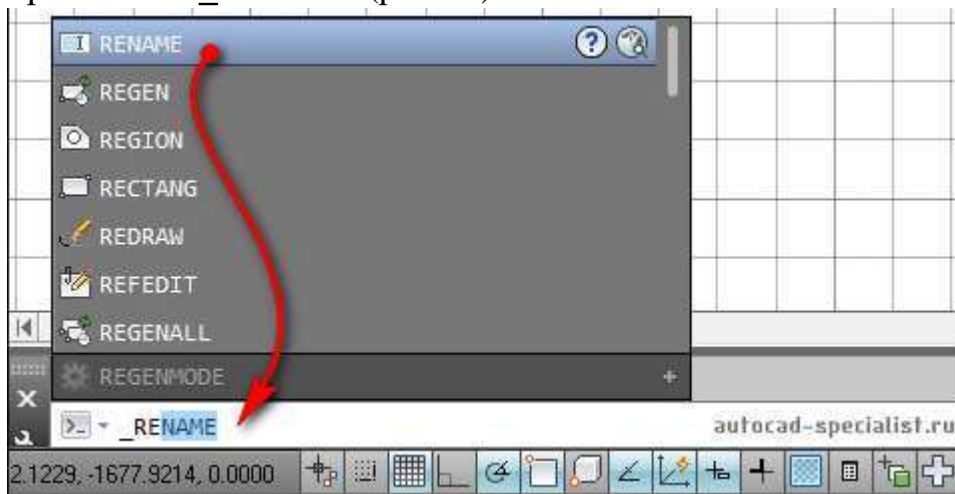 RENAME
REGEN
REGION
RECTANG
REDRAW
REFEDIT
REGENALL
REGENMODE +
_RENAME
autocad-specialist.ru
2.1229, -1677.9214, 0.0000